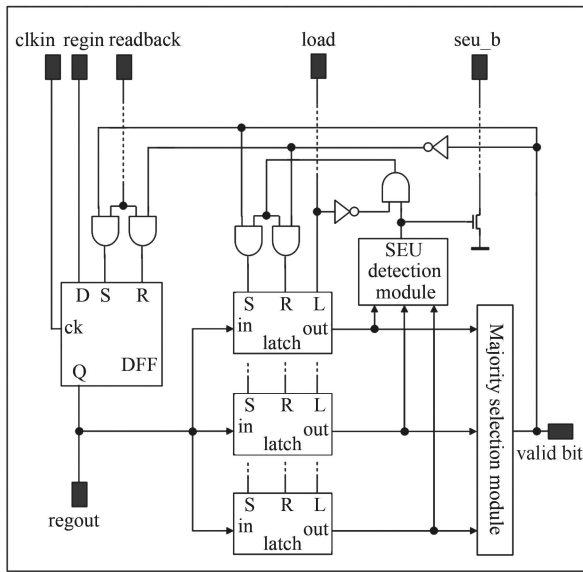 clkin regin readback load seu_b
SEU
detection
module
D S R
ck
DFF
Q
S R L
in out
latch
S R L
in out
latch
S R L
in out
latch
Majority selection module
valid bit
regout